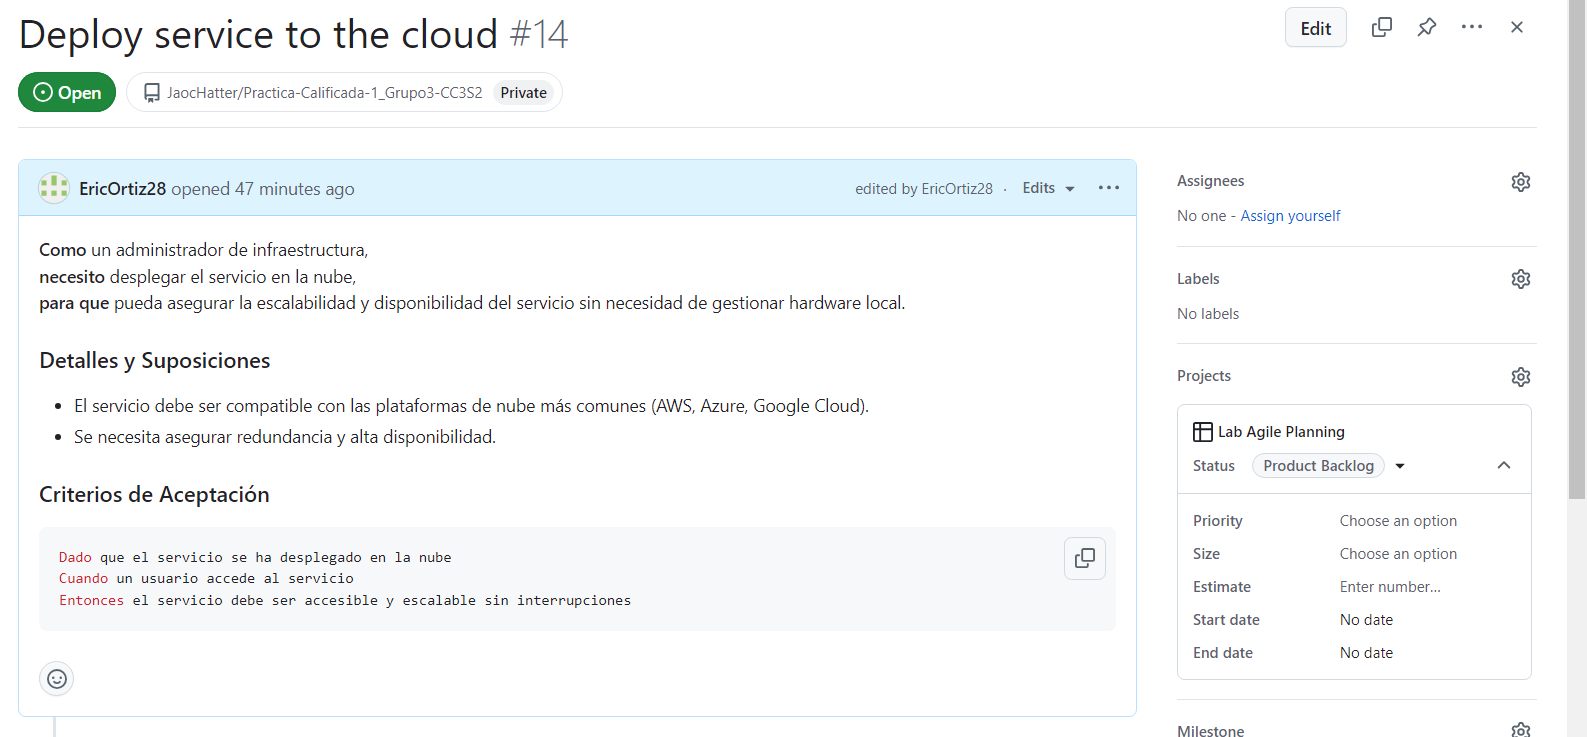 Deploy service to the cloud #14
Edit
Open
JaocHatter/Practica-Calificada-1_Grupo3-CC3S2 Private
EricOrtiz28 opened 47 minutes ago
edited by EricOrtiz28 · Edits
Como un administrador de infraestructura,
necesito desplegar el servicio en la nube,
para que pueda asegurar la escalabilidad y disponibilidad del servicio sin necesidad de gestionar hardware local.
Detalles y Suposiciones
• El servicio debe ser compatible con las plataformas de nube más comunes (AWS, Azure, Google Cloud).
• Se necesita asegurar redundancia y alta disponibilidad.
Criterios de Aceptación
Dado que el servicio se ha desplegado en la nube
Cuando un usuario accede al servicio
Entonces el servicio debe ser accesible y escalable sin interrupciones
Assignees
No one - Assign yourself
Labels
No labels
Projects
Lab Agile Planning
Status Product Backlog
Priority Choose an option
Size Choose an option
Estimate Enter number...
Start date No date
End date No date
Milestone